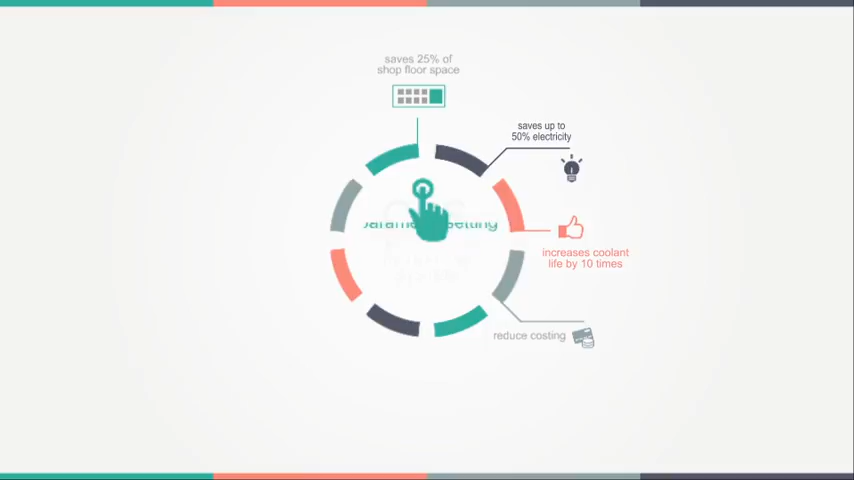 saves 25% of
shop floor space
saves up to
50% electricity
increases coolant
life by 10 times
reduce costing
setting